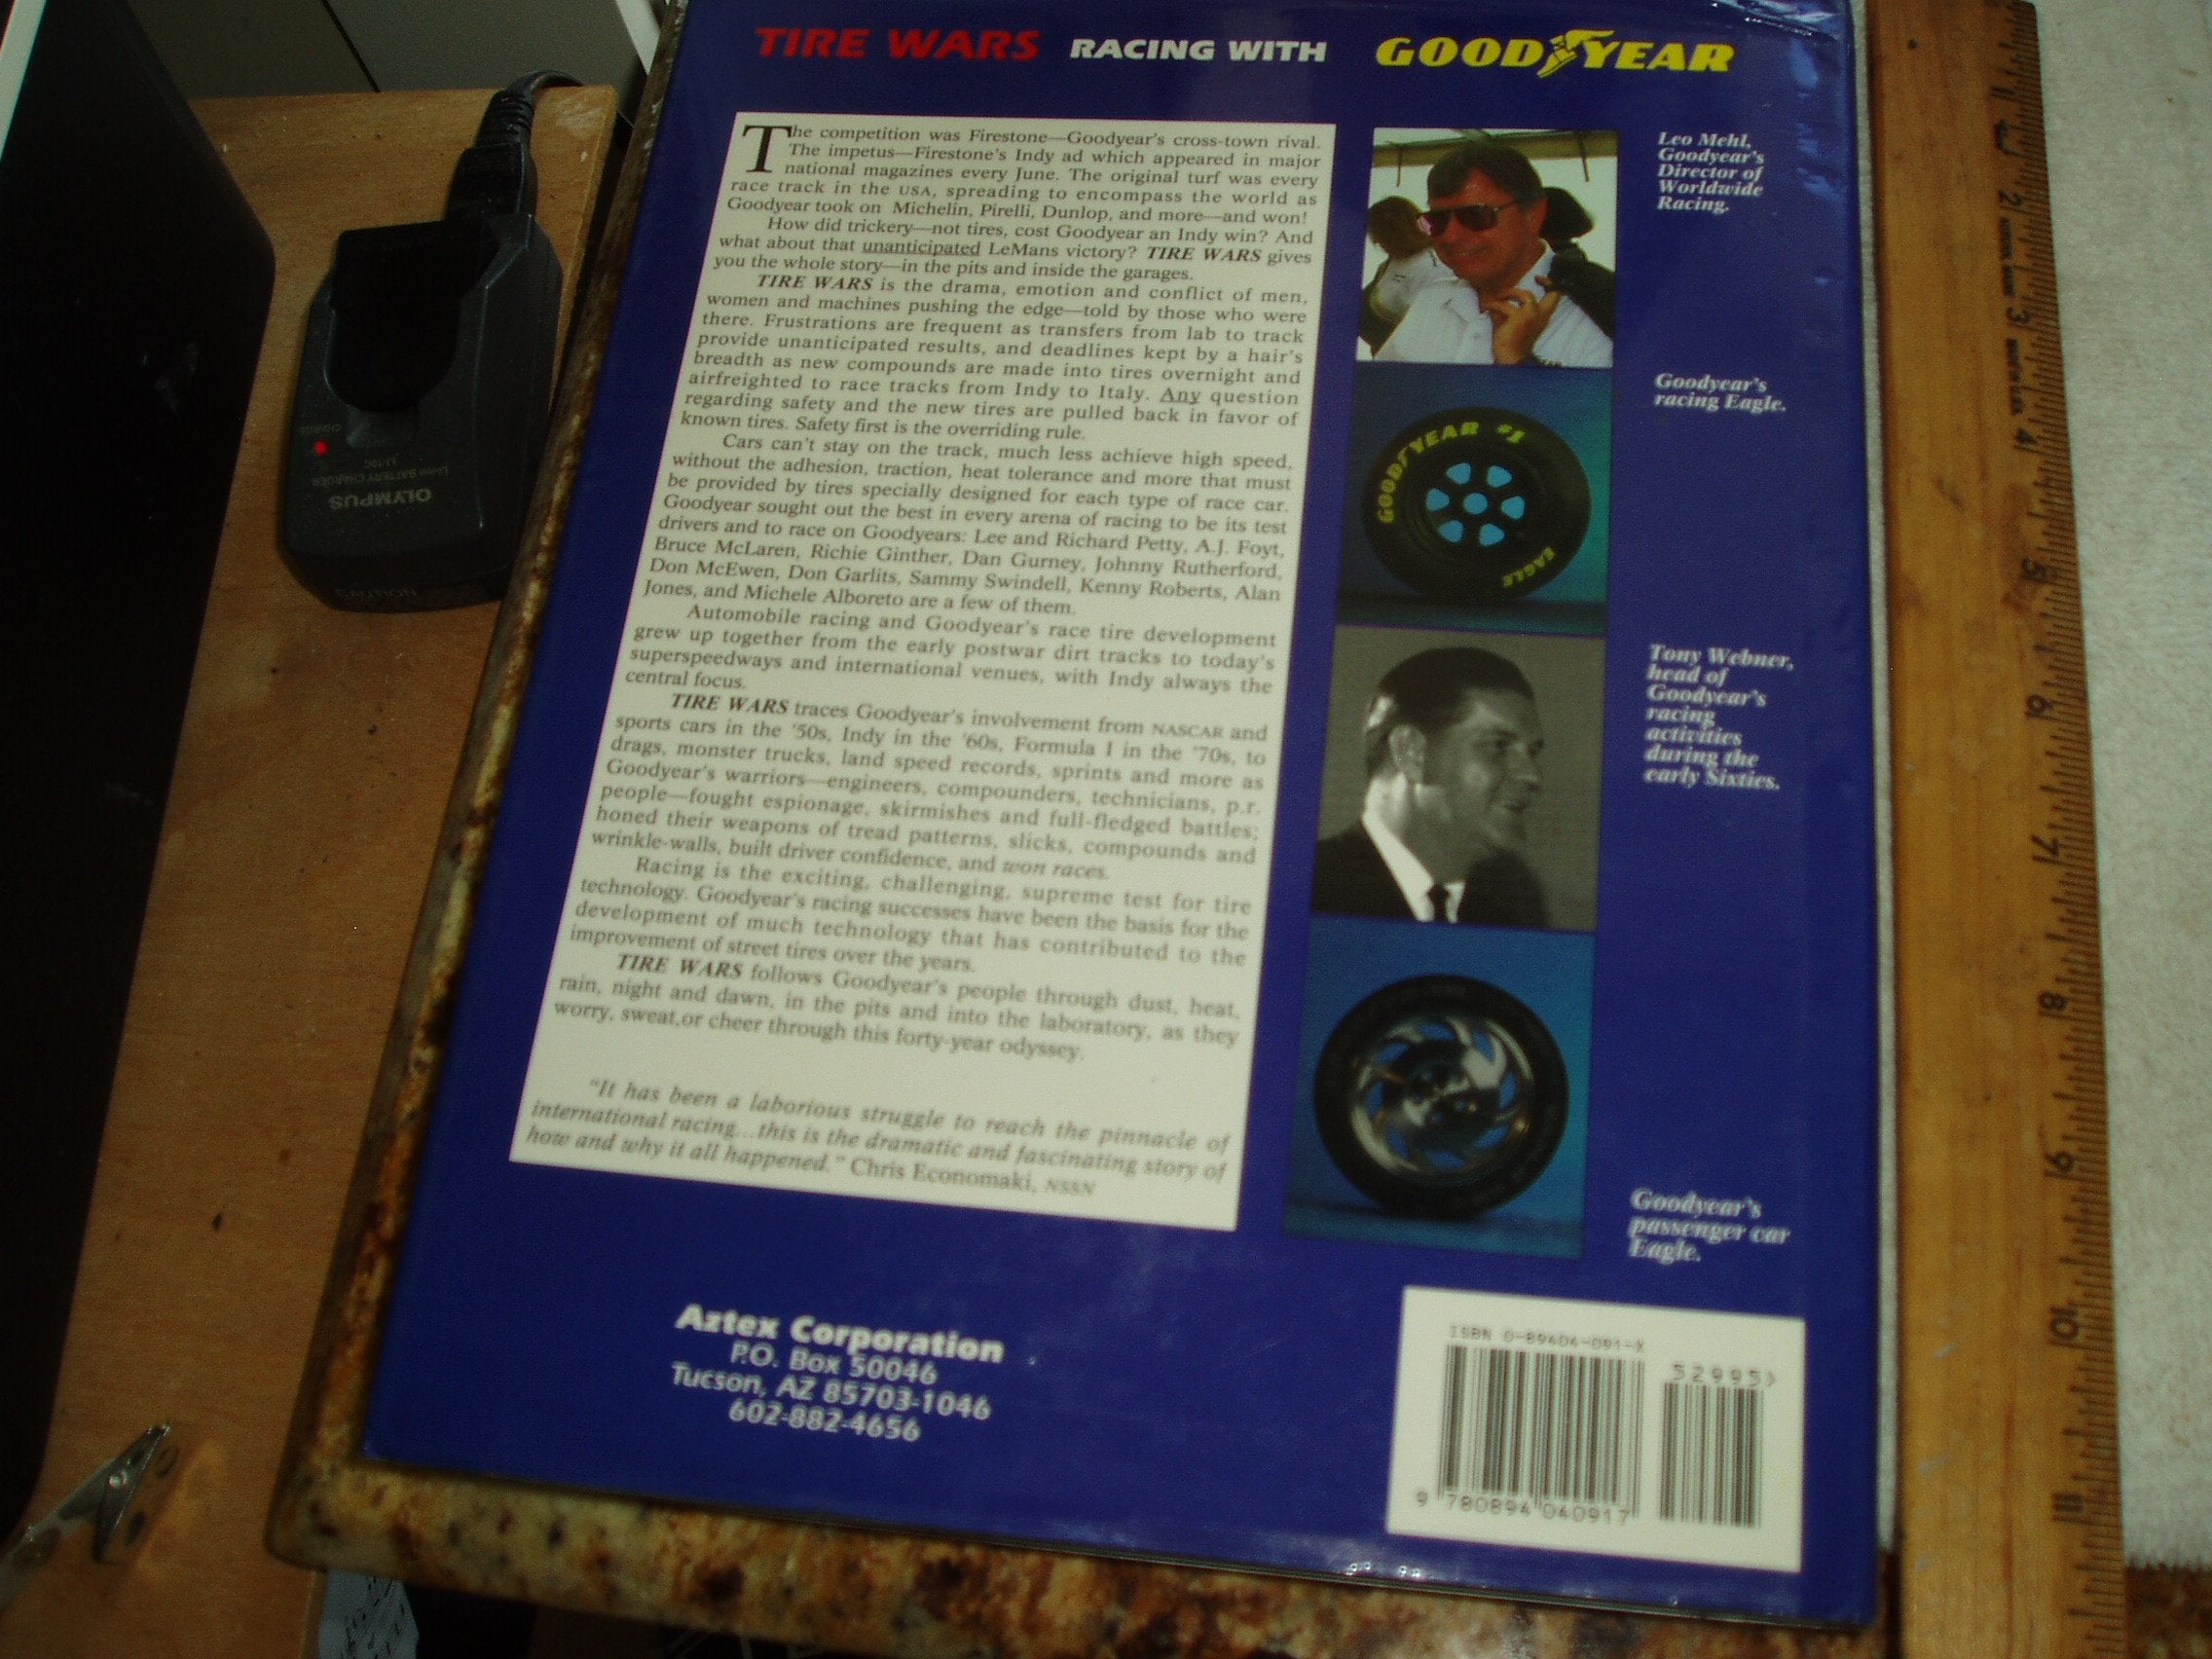 TIRE WARS RACING WITH GOODYEAR
The competition was Firestone—Goodyear's cross-town rival.
The impetus—Firestone's Indy ad which appeared in major
national magazines every June. The original turf was every
race track in the USA, spreading to encompass the world as
Goodyear took on Michelin, Pirelli, Dunlop, and more—and won!
How did trickery—not tires, cost Goodyear an Indy win? And
what about that unanticipated LeMans victory? TIRE WARS gives
you the whole story—in the pits and inside the garages.
TIRE WARS is the drama, emotion and conflict of men,
women and machines pushing the edge—told by those who were
there. Frustrations are frequent as transfers from lab to track
provide unanticipated results, and deadlines kept by a hair's
breadth as new compounds are made into tires overnight and
airfreighted to race tracks from Indy to Italy. Any question
regarding safety and the new tires are pulled back in favor of
known tires. Safety first is the overriding rule.
Cars can't stay on the track, much less achieve high speed,
without the adhesion, traction, heat tolerance and more that must
be provided by tires specially designed for each type of race car.
Goodyear sought out the best in every arena of racing to be its test
drivers and to race on Goodyears: Lee and Richard Petty, A.J. Foyt,
Bruce McLaren, Richie Ginther, Dan Gurney, Johnny Rutherford,
Don McEwen, Don Garlits, Sammy Swindell, Kenny Roberts, Alan
Jones, and Michele Alboreto are a few of them.
Automobile racing and Goodyear's race tire development
grew up together from the early postwar dirt tracks to today's
superspeedways and international venues, with Indy always the
central focus.
TIRE WARS traces Goodyear's involvement from NASCAR and
sports cars in the '50s, Indy in the '60s, Formula I in the '70s, to
drags, monster trucks, land speed records, sprints and more as
Goodyear's warriors—engineers, compounders, technicians, p.r.
people—fought espionage, skirmishes and full-fledged battles;
honed their weapons of tread patterns, slicks, compounds and
wrinkle-walls, built driver confidence, and won races.
Racing is the exciting, challenging, supreme test for tire
technology. Goodyear's racing successes have been the basis for the
development of much technology that has contributed to the
improvement of street tires over the years.
TIRE WARS follows Goodyear's people through dust, heat,
rain, night and dawn, in the pits and into the laboratory, as they
worry, sweat,or cheer through this forty-year odyssey.
"It has been a laborious struggle to reach the pinnacle of
international racing...this is the dramatic and fascinating story of
how and why it all happened." Chris Economaki, NSSN
Leo Mehl,
Goodyear's
Director of
Worldwide
Racing.
Goodyear's
racing Eagle.
GOODYEAR #1
EAGLE
Tony Webner,
head of
Goodyear's
racing
activities
during the
early Sixties.
Goodyear's
passenger car
Eagle.
Aztex Corporation
P.O. Box 50046
Tucson, AZ 85703-1046
602-882-4656
ISBN 0-89404-091-X
52995
9 780894 040917
OLYMPUS
Li-ion BATTERY CHARGER
LI-10C
CHARGE
CAUTION
1
2
3
4
5
6
7
8
9
10
11